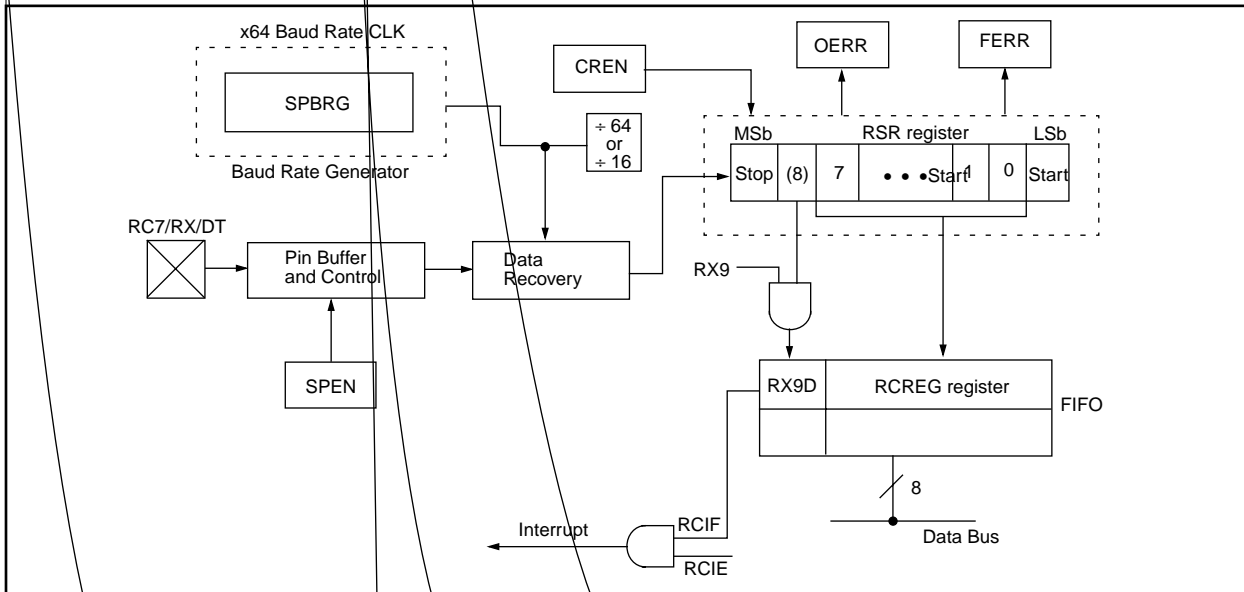 x64 Baud Rate CLK
SPBRG
Baud Rate Generator
CREN
OERR
FERR
÷ 64
or
÷ 16
MSb RSR register LSb
Stop (8) 7 • • • Start 1 0 Start
RC7/RX/DT
Pin Buffer
and Control
Data
Recovery
RX9
SPEN
RX9D RCREG register
FIFO
8
Data Bus
Interrupt
RCIF
RCIE